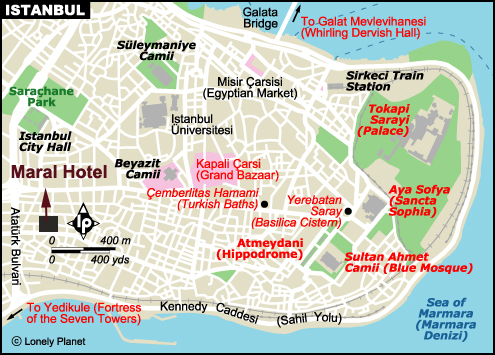 ISTANBUL
Galata
Bridge
To Galat Mevlevihanesi
(Whirling Dervish Hall)
Süleymaniye
Camii
Misir Çarsisi
(Egyptian Market)
Sirkeci Train
Station
Saraçhane
Park
Tokapi
Sarayi
(Palace)
Istanbul
City Hall
Istanbul
Üniversitesi
Beyazit
Camii
Kapali Çarsi
(Grand Bazaar)
Maral Hotel
Çemberlitas Hamami
(Turkish Baths)
Yerebatan
Saray
(Basilica Cistern)
Aya Sofya
(Sancta
Sophia)
Atatürk Bulvari
lp
0 400 m
0 400 yds
Atmeydani
(Hippodrome)
Sultan Ahmet
Camii (Blue Mosque)
To Yedikule (Fortress
of the Seven Towers)
Kennedy Caddesi (Sahil Yolu)
Sea of
Marmara
(Marmara
Denizi)
© Lonely Planet